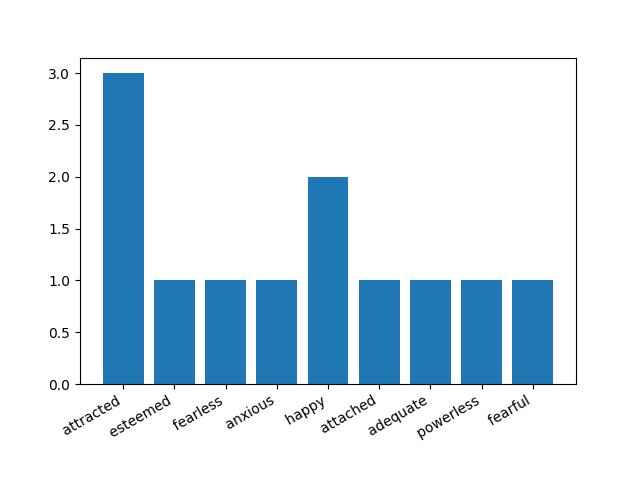 3.0
2.5
2.0
1.5
1.0
0.5
0.0
attracted
esteemed
fearless
anxious
happy
attached
adequate
powerless
fearful